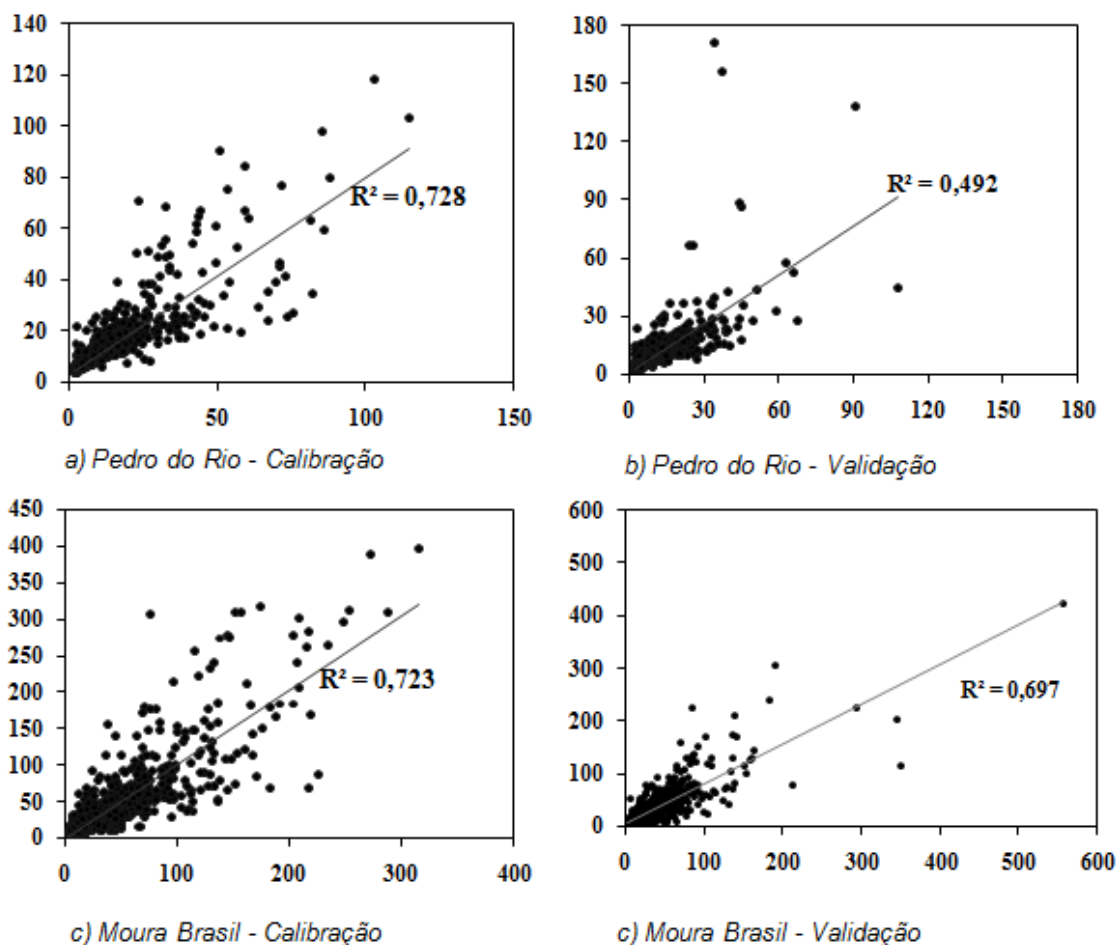 140
120
100
80
60
40
20
0
0 50 100 150
R² = 0,728
a) Pedro do Rio - Calibração
180
150
120
90
60
30
0
0 30 60 90 120 150 180
R² = 0,492
b) Pedro do Rio - Validação
450
400
350
300
250
200
150
100
50
0
0 100 200 300 400
R² = 0,723
c) Moura Brasil - Calibração
600
500
400
300
200
100
0
0 100 200 300 400 500 600
R² = 0,697
c) Moura Brasil - Validação